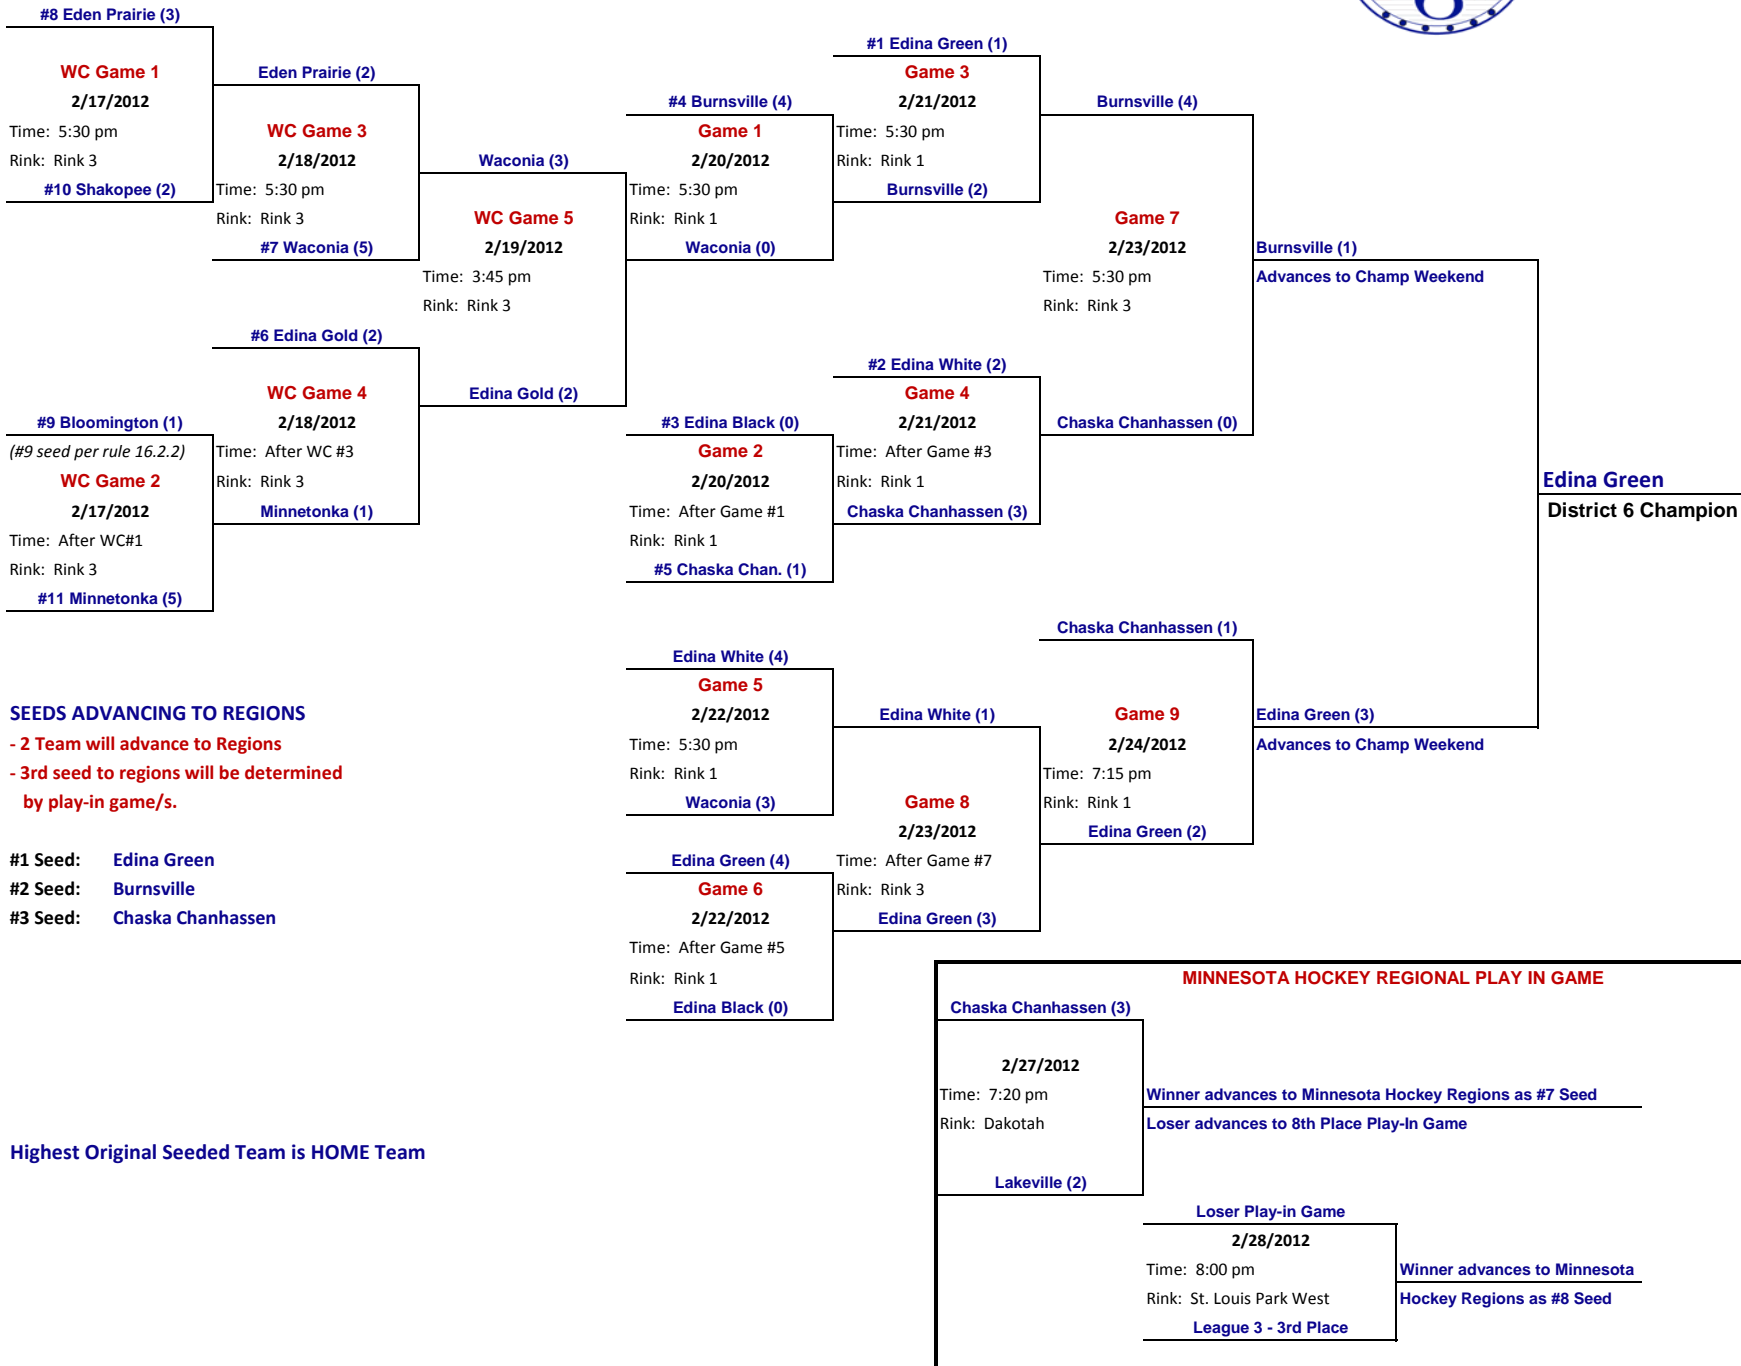 #8 Eden Prairie (3)
WC Game 1
2/17/2012
Time: 5:30 pm
Rink: Rink 3
#10 Shakopee (2)
Eden Prairie (2)
WC Game 3
2/18/2012
Time: 5:30 pm
Rink: Rink 3
#7 Waconia (5)
Waconia (3)
WC Game 5
2/19/2012
Time: 3:45 pm
Rink: Rink 3
Edina Gold (2)
#6 Edina Gold (2)
WC Game 4
2/18/2012
Time: After WC #3
Rink: Rink 3
Minnetonka (1)
#9 Bloomington (1)
(#9 seed per rule 16.2.2)
WC Game 2
2/17/2012
Time: After WC#1
Rink: Rink 3
#11 Minnetonka (5)
#4 Burnsville (4)
Game 1
2/20/2012
Time: 5:30 pm
Rink: Rink 1
Waconia (0)
#1 Edina Green (1)
Game 3
2/21/2012
Time: 5:30 pm
Rink: Rink 1
Burnsville (2)
Burnsville (4)
Game 7
2/23/2012
Time: 5:30 pm
Rink: Rink 3
Chaska Chanhassen (0)
Burnsville (1)
Advances to Champ Weekend
#2 Edina White (2)
Game 4
2/21/2012
Time: After Game #3
Rink: Rink 1
Chaska Chanhassen (3)
#3 Edina Black (0)
Game 2
2/20/2012
Time: After Game #1
Rink: Rink 1
#5 Chaska Chan. (1)
Edina Green
District 6 Champion
Edina White (4)
Game 5
2/22/2012
Time: 5:30 pm
Rink: Rink 1
Waconia (3)
Edina White (1)
Game 8
2/23/2012
Time: After Game #7
Rink: Rink 3
Edina Green (3)
Edina Green (4)
Game 6
2/22/2012
Time: After Game #5
Rink: Rink 1
Edina Black (0)
Chaska Chanhassen (1)
Game 9
2/24/2012
Time: 7:15 pm
Rink: Rink 1
Edina Green (2)
Edina Green (3)
Advances to Champ Weekend
SEEDS ADVANCING TO REGIONS
- 2 Team will advance to Regions
- 3rd seed to regions will be determined
by play-in game/s.
#1 Seed: Edina Green
#2 Seed: Burnsville
#3 Seed: Chaska Chanhassen
Highest Original Seeded Team is HOME Team
MINNESOTA HOCKEY REGIONAL PLAY IN GAME
Chaska Chanhassen (3)
2/27/2012
Time: 7:20 pm
Rink: Dakotah
Lakeville (2)
Winner advances to Minnesota Hockey Regions as #7 Seed
Loser advances to 8th Place Play-In Game
Loser Play-in Game
2/28/2012
Time: 8:00 pm
Rink: St. Louis Park West
League 3 - 3rd Place
Winner advances to Minnesota
Hockey Regions as #8 Seed